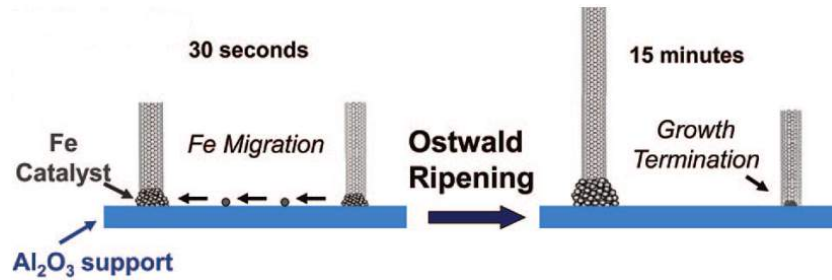 30 seconds
15 minutes
Fe
Catalyst
Fe Migration
Ostwald
Ripening
Growth
Termination
Al₂O₃ support